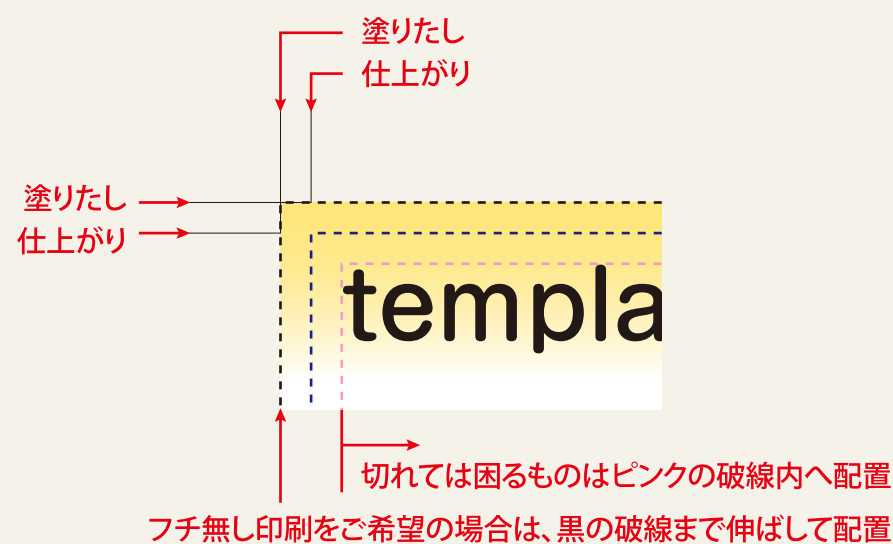 塗りたし
仕上がり
塗りたし
仕上がり
templa
切れては困るものはピンクの破線内へ配置
フチ無し印刷をご希望の場合は、黒の破線まで伸ばして配置